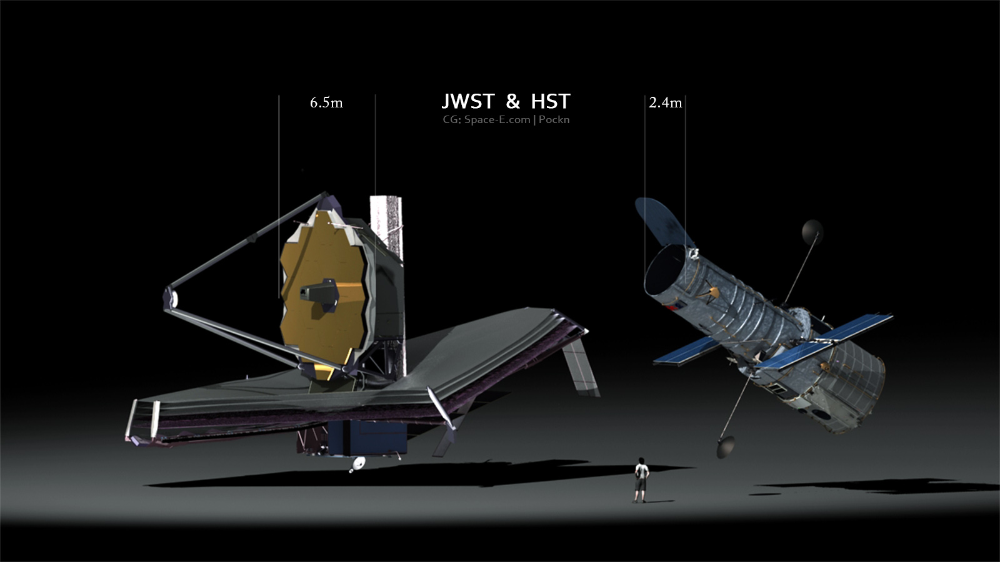 6.5m
JWST & HST
CG: Space-E.com | Pockn
2.4m